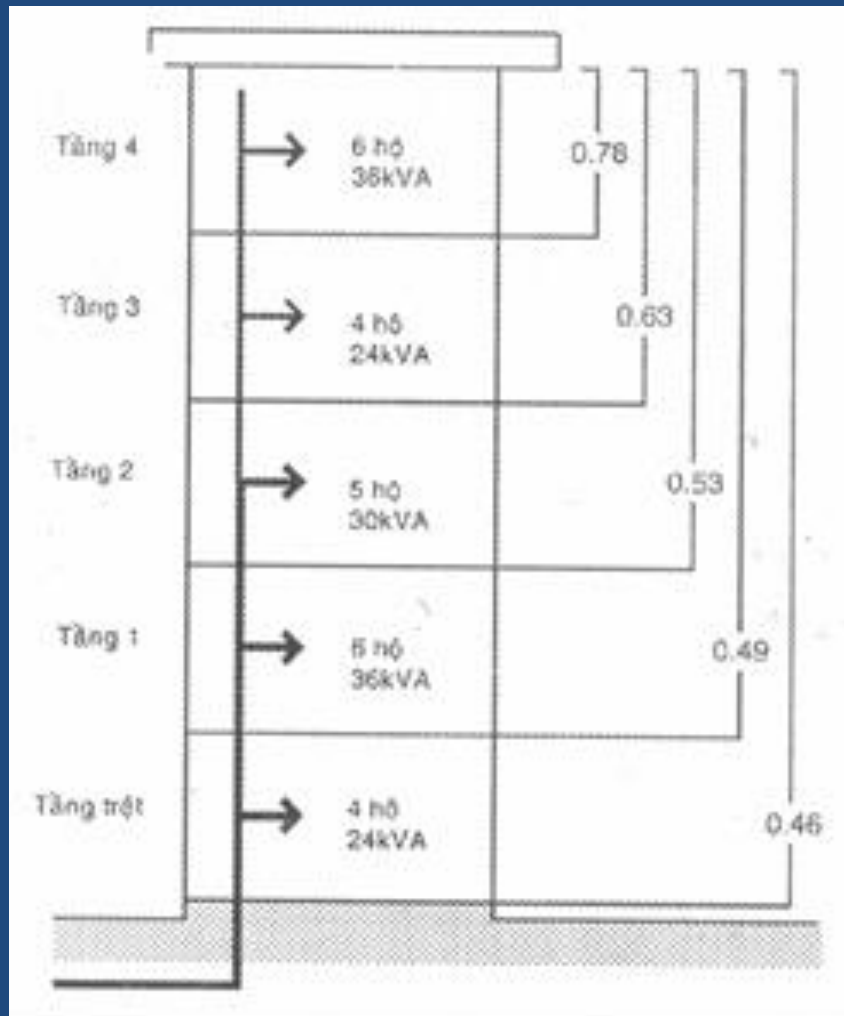 Tầng 4
6 hộ
36kVA
0.78
Tầng 3
4 hộ
24kVA
0.63
Tầng 2
5 hộ
30kVA
0.53
Tầng 1
6 hộ
36kVA
0.49
Tầng trệt
4 hộ
24kVA
0.46